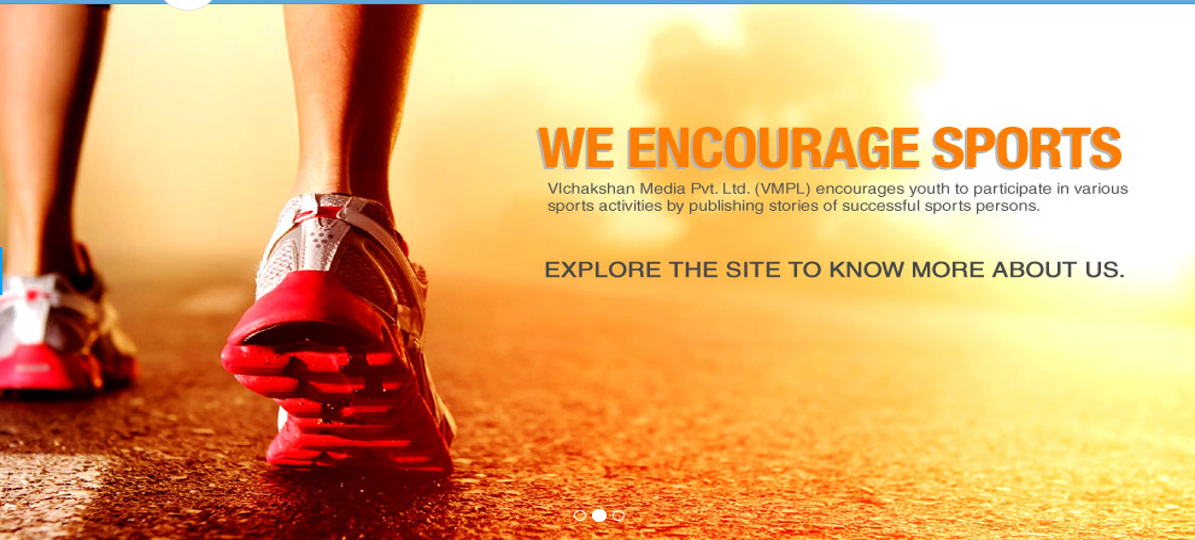 WE ENCOURAGE SPORTS
VIchakshan Media Pvt. Ltd. (VMPL) encourages youth to participate in various
sports activities by publishing stories of successful sports persons.
EXPLORE THE SITE TO KNOW MORE ABOUT US.